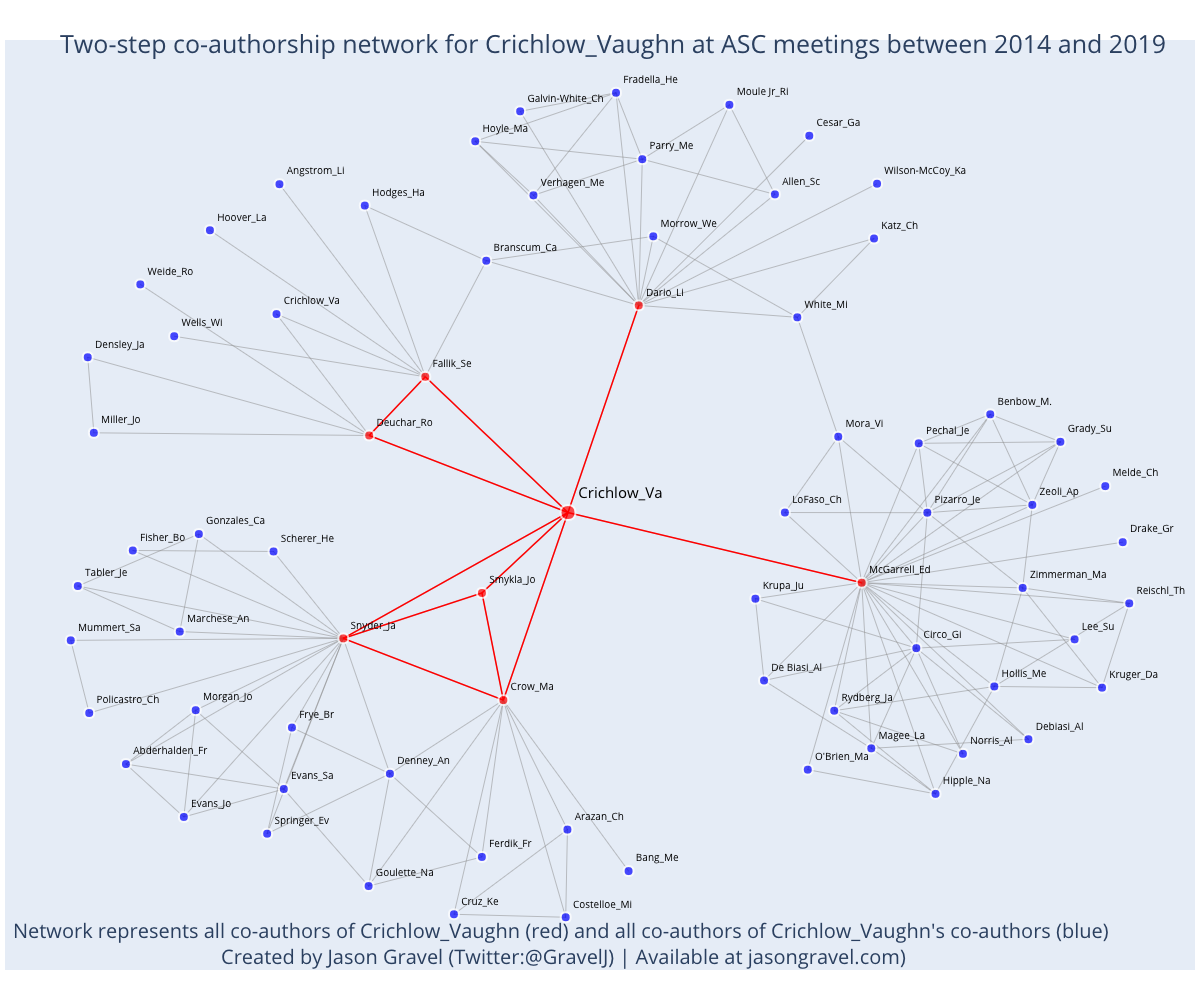 Two-step co-authorship network for Crichlow_Vaughn at ASC meetings between 2014 and 2019
Fradella_He
Moule Jr_Ri
Galvin-White_Ch
Cesar_Ga
Hoyle_Ma
Parry_Me
Angstrom_Li
Wilson-McCoy_Ka
Verhagen_Me
Allen_Sc
Hodges_Ha
Hoover_La
Morrow_We
Katz_Ch
Branscum_Ca
Weide_Ro
Dario_Li
Crichlow_Va
White_Mi
Wells_Wi
Densley_Ja
Fallik_Se
Benbow_M.
Miller_Jo
Deuchar_Ro
Mora_Vi
Pechal_Je
Grady_Su
Melde_Ch
Crichlow_Va
Zeoli_Ap
LoFaso_Ch
Pizarro_Je
Gonzales_Ca
Drake_Gr
Fisher_Bo
Scherer_He
Tabler_Je
McGarrell_Ed
Zimmerman_Ma
Smykla_Jo
Krupa_Ju
Reischl_Th
Marchese_An
Mummert_Sa
Snyder_Ja
Lee_Su
Circo_Gi
De Biasi_Al
Hollis_Me
Kruger_Da
Crow_Ma
Policastro_Ch
Morgan_Jo
Rydberg_Ja
Frye_Br
Debiasi_Al
Magee_La
Norris_Al
Abderhalden_Fr
O'Brien_Ma
Denney_An
Evans_Sa
Hipple_Na
Evans_Jo
Springer_Ev
Arazan_Ch
Ferdik_Fr
Bang_Me
Goulette_Na
Cruz_Ke
Costelloe_Mi
Network represents all co-authors of Crichlow_Vaughn (red) and all co-authors of Crichlow_Vaughn's co-authors (blue)
Created by Jason Gravel (Twitter:@GravelJ) | Available at jasongravel.com)